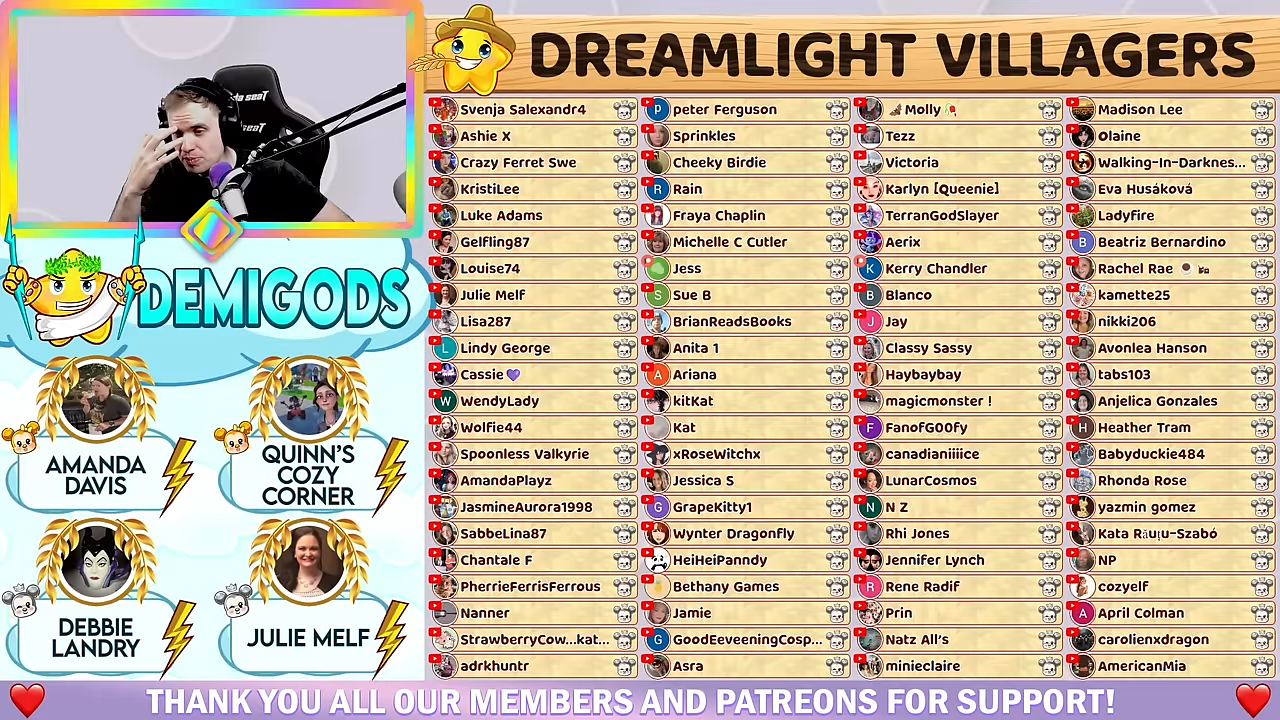 DREAMLIGHT VILLAGERS
Svenja Salexandr4
peter Ferguson
Molly
Madison Lee
Ashie X
Sprinkles
Tezz
Olaine
Crazy Ferret Swe
Cheeky Birdie
Victoria
Walking-In-Darknes...
KristiLee
R
Rain
Karlyn [Queenie]
Eva Husáková
Luke Adams
Fraya Chaplin
TerranGodSlayer
Ladyfire
Gelfling87
Michelle C Cutler
Aerix
B
Beatriz Bernardino
Louise74
Jess
K
Kerry Chandler
Rachel Rae
Julie Melf
S
Sue B
B
Blanco
kamette25
Lisa287
BrianReadsBooks
J
Jay
nikki206
L
Lindy George
Anita 1
Classy Sassy
Avonlea Hanson
Cassie💜
A
Ariana
Haybaybay
tabs103
W
WendyLady
kitKat
magicmonster !
Anjelica Gonzales
Wolfie44
Kat
F
FanofG00fy
H
Heather Tram
Spoonless Valkyrie
xRoseWitchx
canadianiiiice
Babyduckie484
AmandaPlayz
Jessica S
LunarCosmos
Rhonda Rose
JasmineAurora1998
G
GrapeKitty1
N
N Z
yazmin gomez
SabbeLina87
Wynter Dragonfly
Rhi Jones
Kata
Chantale F
HeiHeiPanndy
Jennifer Lynch
NP
PherrieFerrisFerrous
Bethany Games
R
Rene Radif
cozyelf
Nanner
Jamie
Prin
A
April Colman
StrawberryCow...kat...
G
GoodEeveeningCosp...
Natz All's
carolienxdragon
adrkhuntr
Asra
minieclaire
AmericanMia
DEMIGODS
AMANDA
DAVIS
QUINN'S
COZY
CORNER
DEBBIE
LANDRY
JULIE MELF
THANK YOU ALL OUR MEMBERS AND PATREONS FOR SUPPORT!